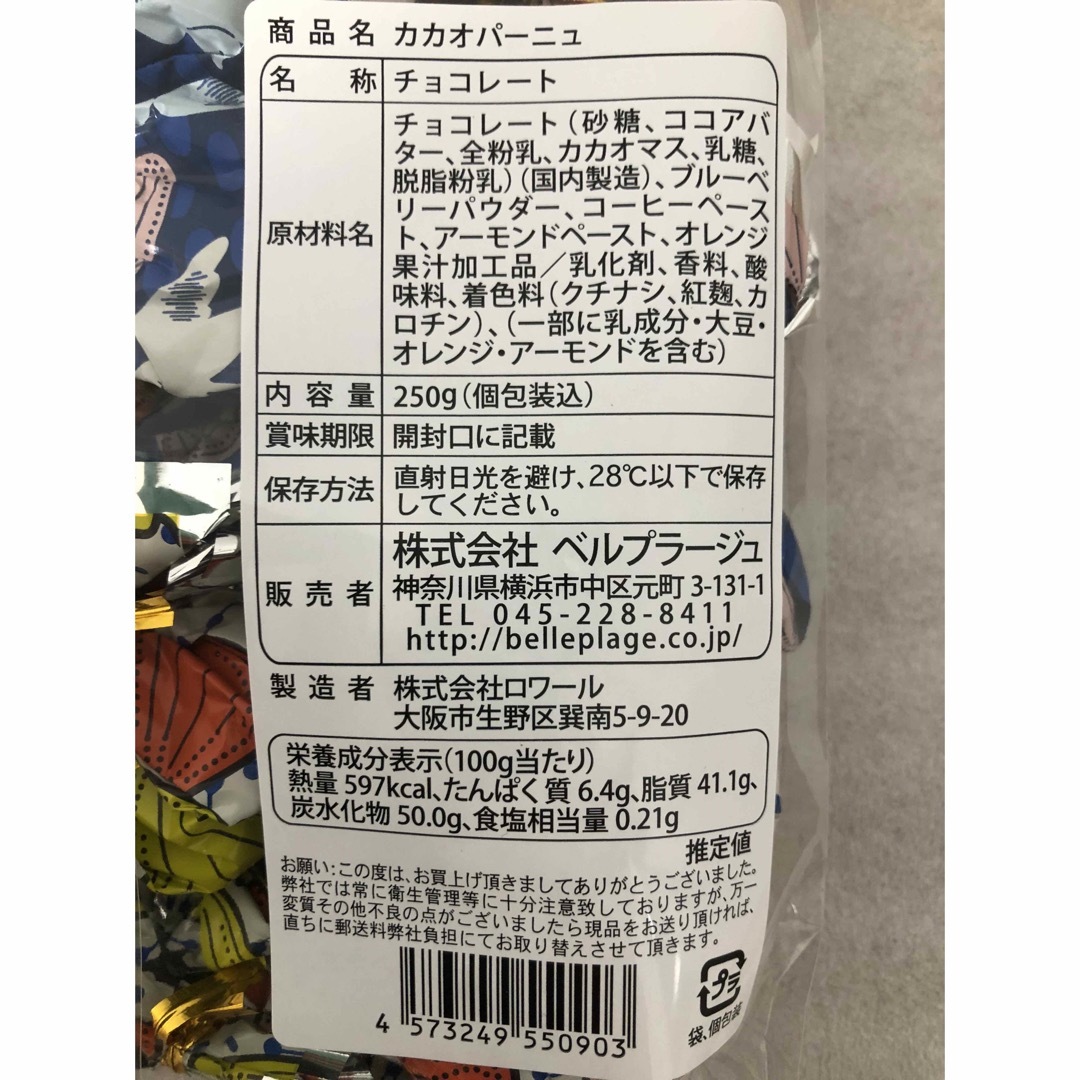 商品名 カカオパーニュ
名称 チョコレート
原材料名 チョコレート(砂糖、ココアバ
ター、全粉乳、カカオマス、乳糖、
脱脂粉乳)(国内製造)、ブルーベ
リーパウダー、コーヒーペース
ト、アーモンドペースト、オレンジ
果汁加工品／乳化剤、香料、酸
味料、着色料(クチナシ、紅麹、カ
ロチン)、(一部に乳成分・大豆・
オレンジ・アーモンドを含む)
内容量 250g(個包装込)
賞味期限 開封口に記載
保存方法 直射日光を避け、28℃以下で保存
してください。
販売者 株式会社 ベルプラージュ
神奈川県横浜市中区元町 3-131-1
TEL 045-228-8411
http://belleplage.co.jp/
製造者 株式会社ロワール
大阪市生野区巽南5-9-20
栄養成分表示(100g当たり)
熱量 597kcal、たんぱく質 6.4g、脂質 41.1g、
炭水化物 50.0g、食塩相当量 0.21g
推定値
お願い：この度は、お買上げ頂きましてありがとうございました。
弊社では常に衛生管理等に十分注意致しておりますが、万一
変質その他不良の点がございましたら現品をお送り頂ければ、
直ちに郵送料弊社負担にてお取り替えさせて頂きます。
4 573249 550903
プラ
袋、個包装